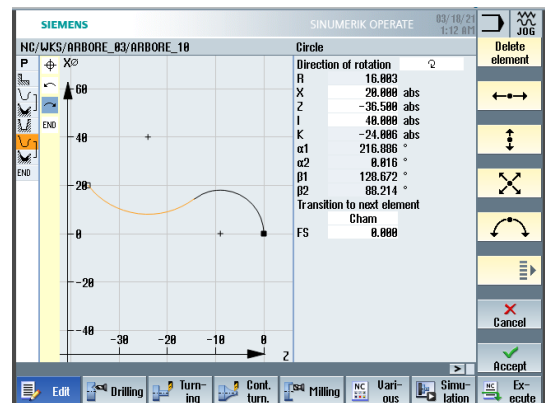 SIEMENS SINUMERIK OPERATE 03/18/21 1:12 AM JOG
NC/WKS/ARBORE_03/ARBORE_10 Circle
P
END
END
X⌀
60
40
20
0
-20
-40
-30 -20 -10 0
Z
Direction of rotation
R 16.003
X 20.000 abs
Z -36.500 abs
I 40.000 abs
K -24.006 abs
α1 216.886 °
α2 0.016 °
β1 128.672 °
β2 88.214 °
Transition to next element
Cham
FS 0.000
Delete element
Cancel
Accept
Edit
Drilling
Turn-
ing
Cont.
turn.
Milling
NC Vari-
ous
Simu-
lation
NC Ex-
ecute